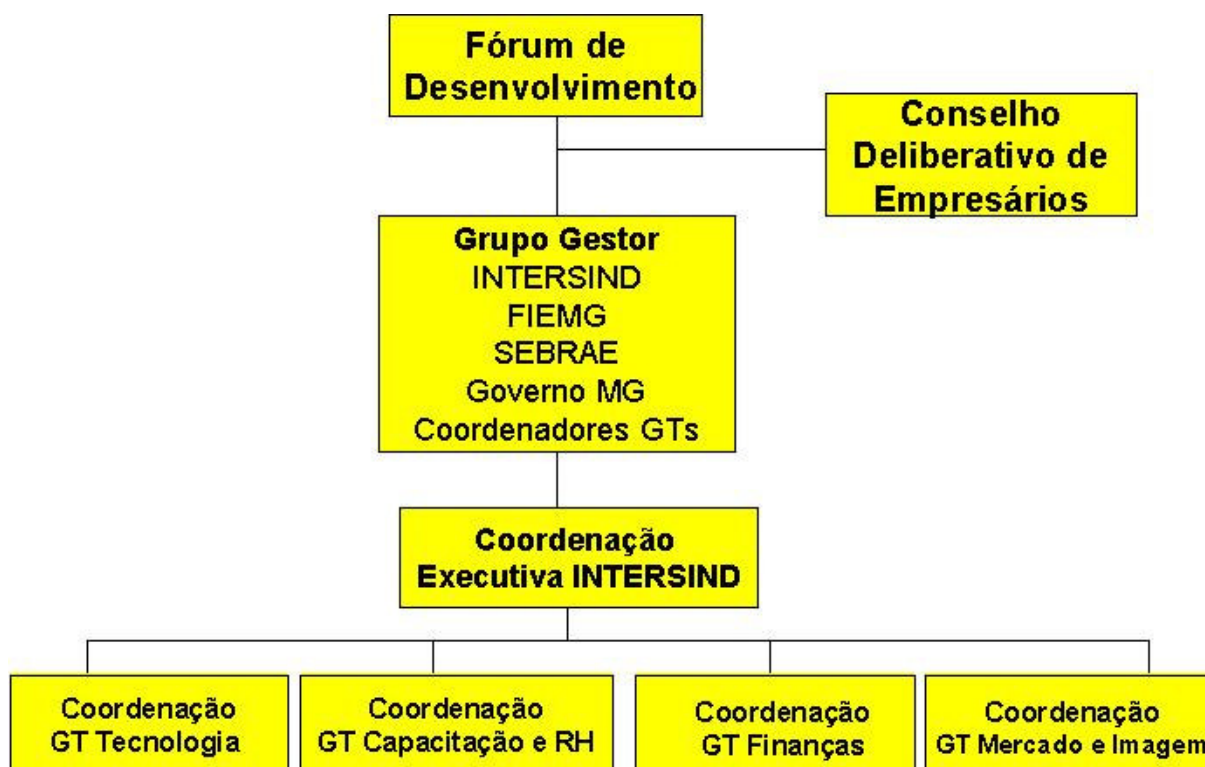 Fórum de
Desenvolvimento
Conselho
Deliberativo de
Empresários
Grupo Gestor
INTERSIND
FIEMG
SEBRAE
Governo MG
Coordenadores GTs
Coordenação
Executiva INTERSIND
Coordenação
GT Tecnologia
Coordenação
GT Capacitação e RH
Coordenação
GT Finanças
Coordenação
GT Mercado e Imagem